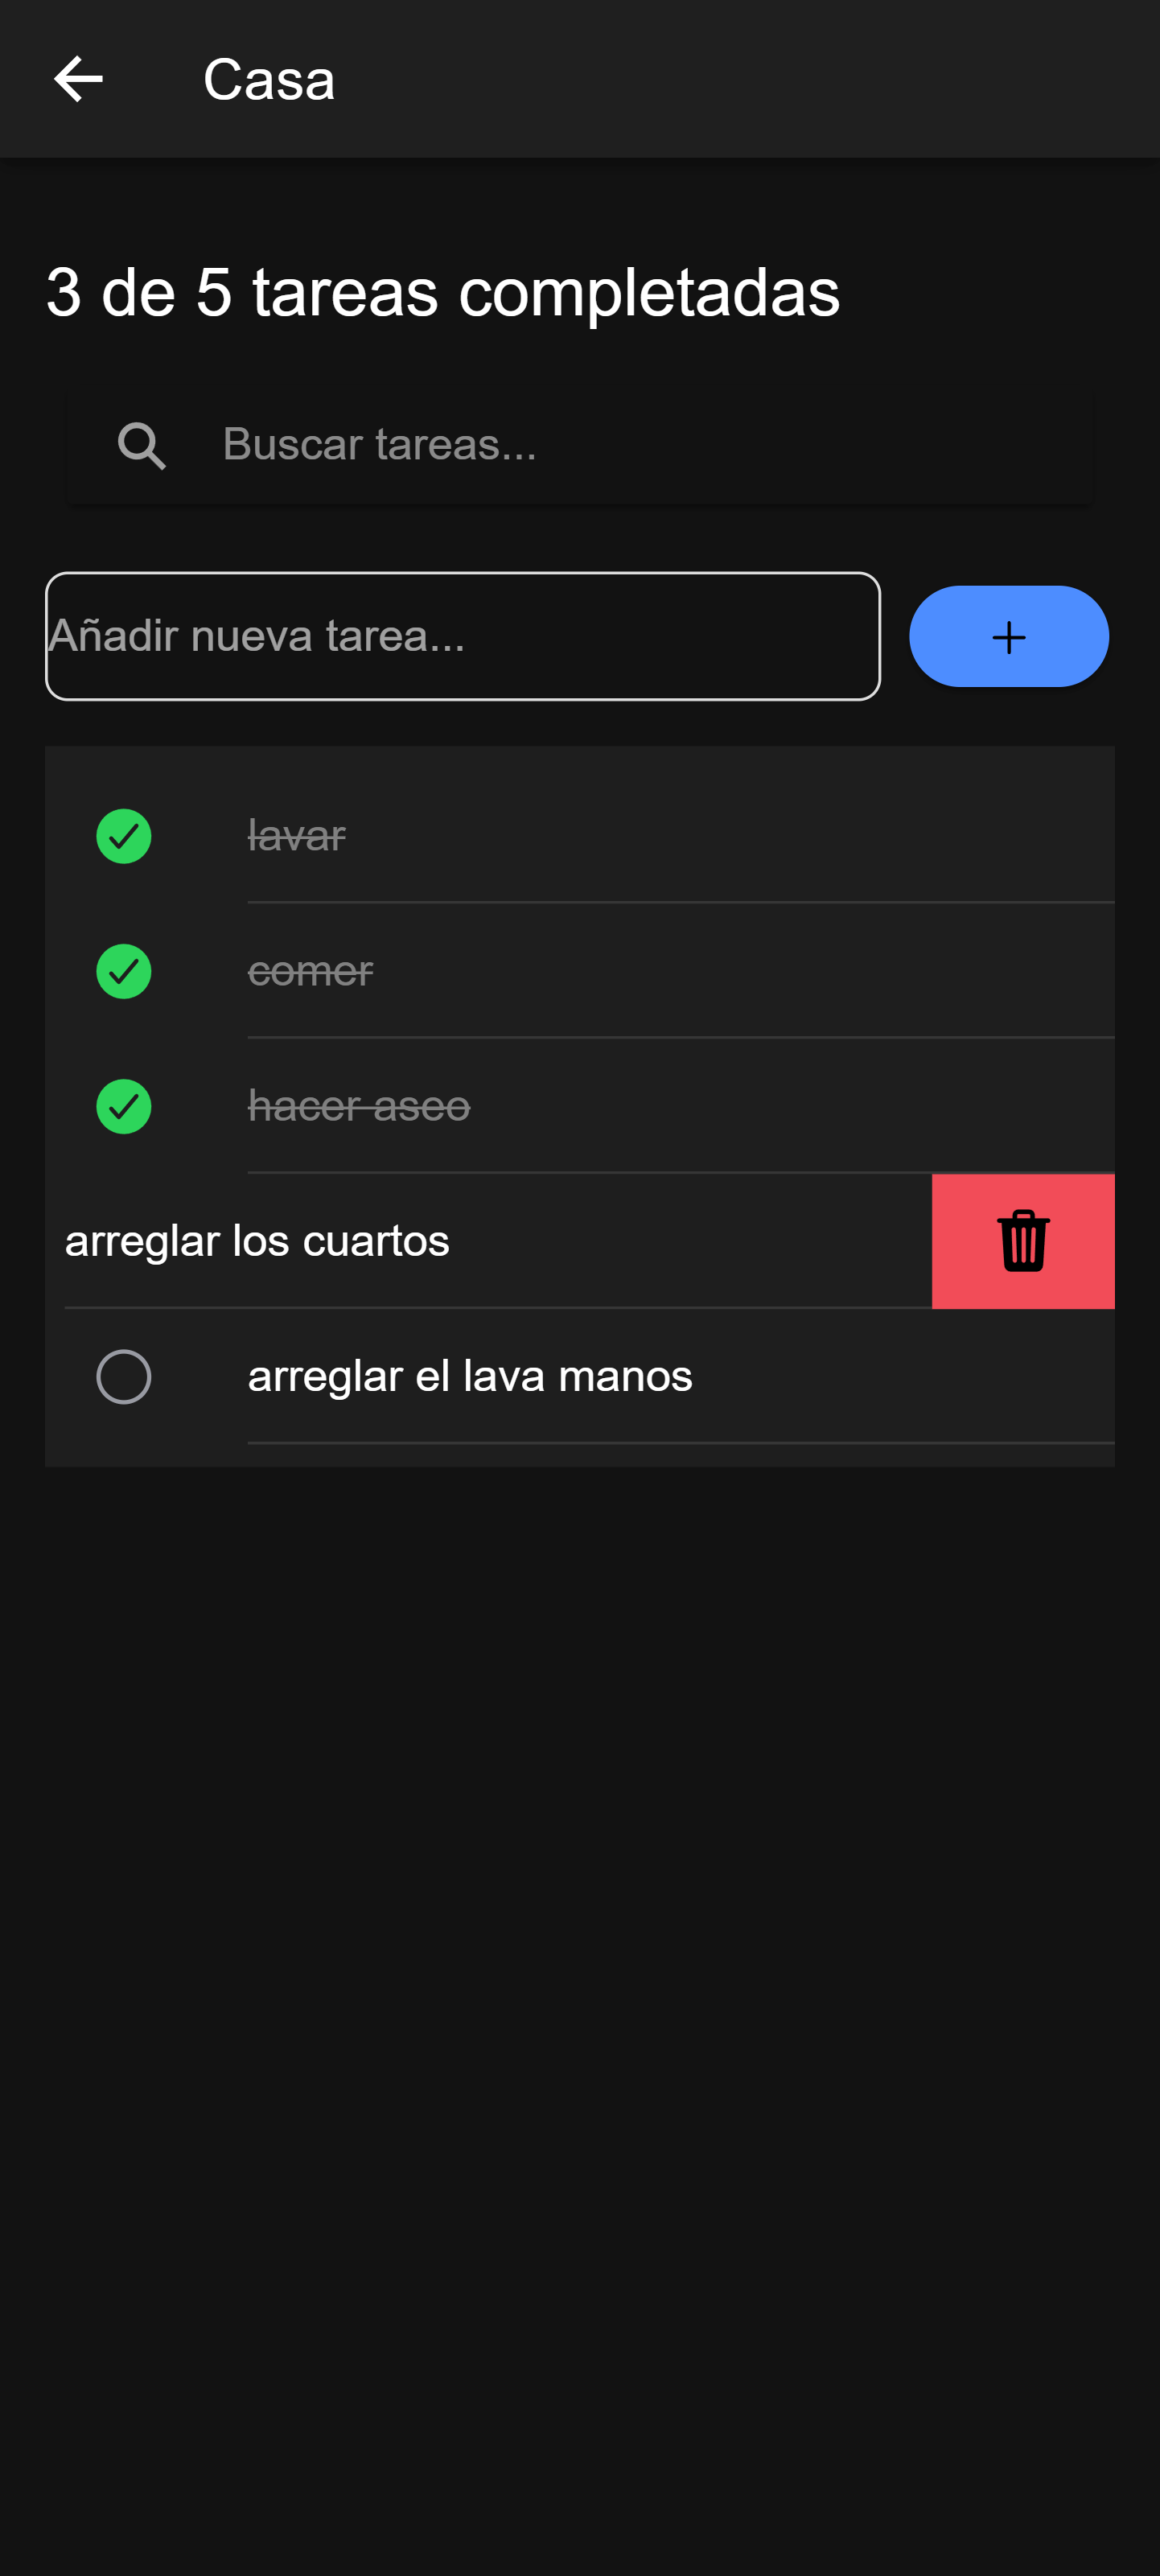 Casa
3 de 5 tareas completadas
Buscar tareas...
Añadir nueva tarea...
lavar
comer
hacer aseo
arreglar los cuartos
arreglar el lava manos